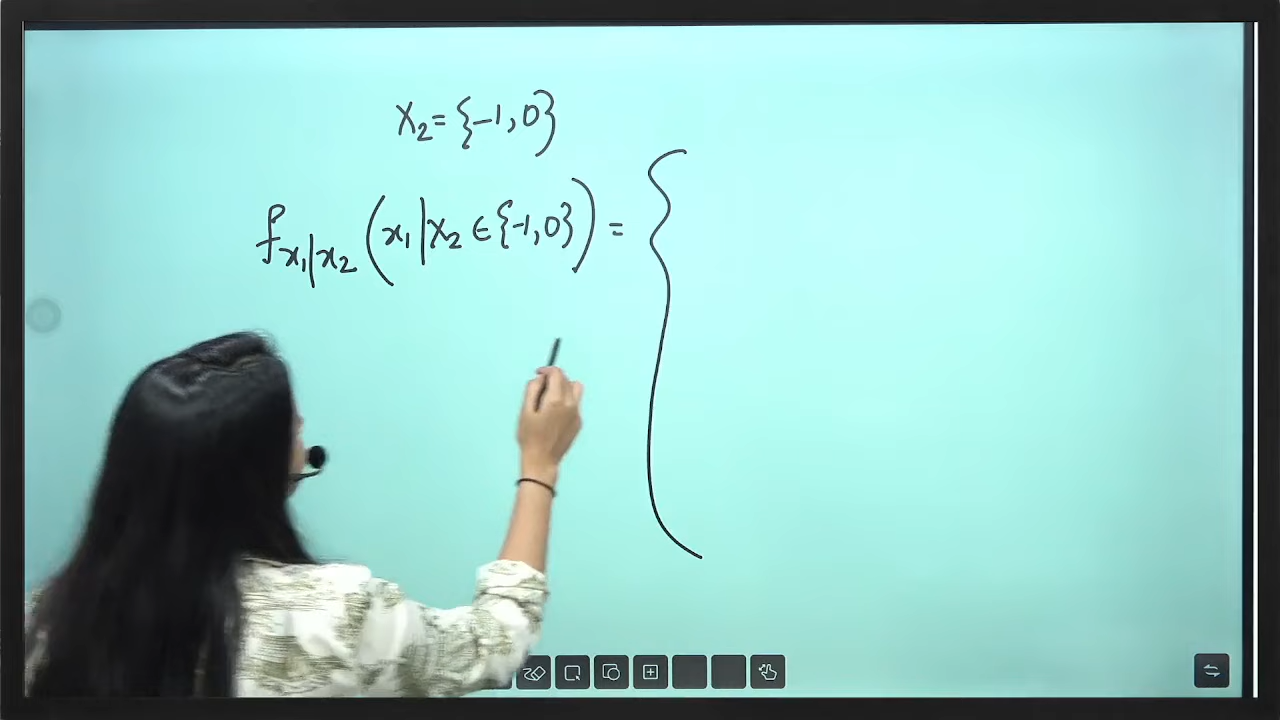 X₂ = {-1, 0}
f_{x₁|x₂} (x₁ | X₂ ∈ {-1, 0}) = {